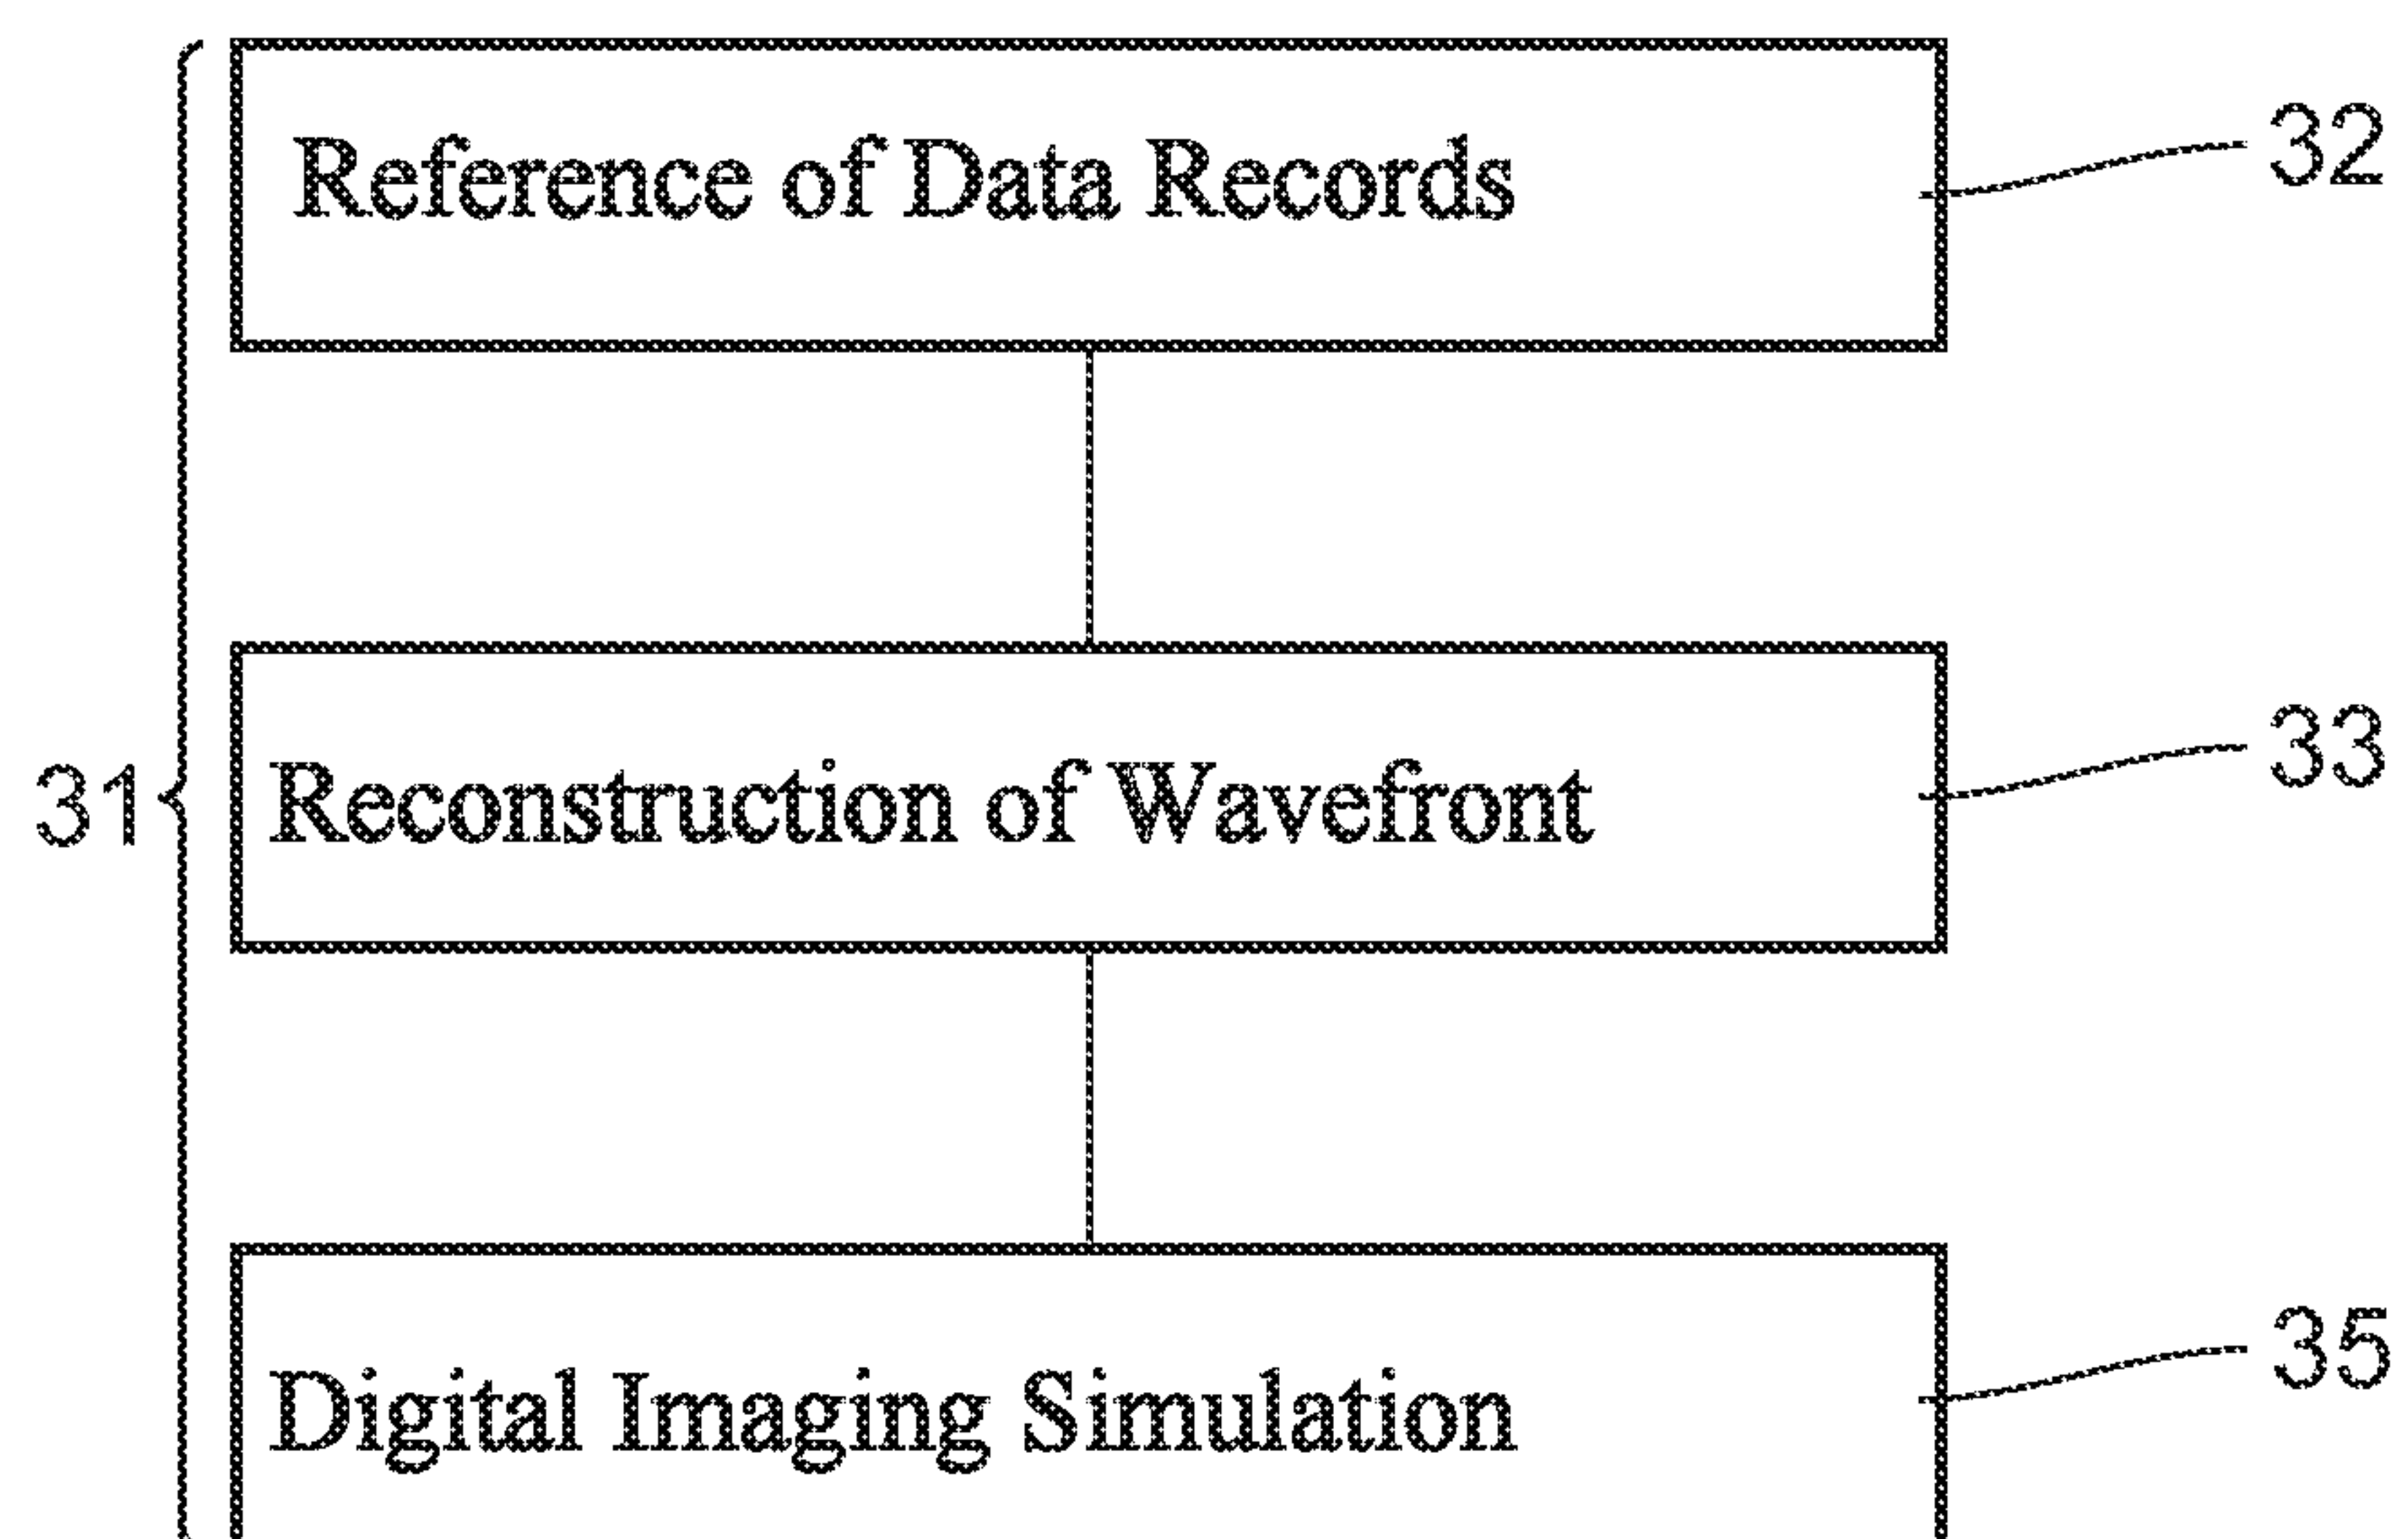 Reference of Data Records
32
31
Reconstruction of Wavefront
33
Digital Imaging Simulation
35